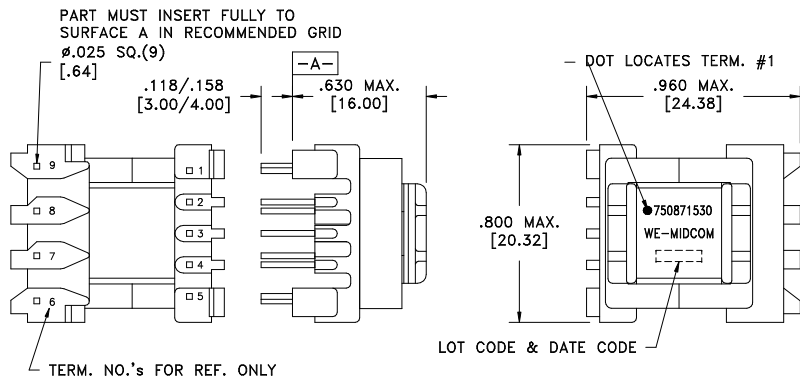 PART MUST INSERT FULLY TO
SURFACE A IN RECOMMENDED GRID
ø.025 SQ.(9)
[.64]
.118/.158
[3.00/4.00]
-A-
.630 MAX.
[16.00]
DOT LOCATES TERM. #1
.960 MAX.
[24.38]
9
1
8
2
3
7
4
6
5
.800 MAX.
[20.32]
750871530
WE-MIDCOM
LOT CODE & DATE CODE
TERM. NO.'s FOR REF. ONLY